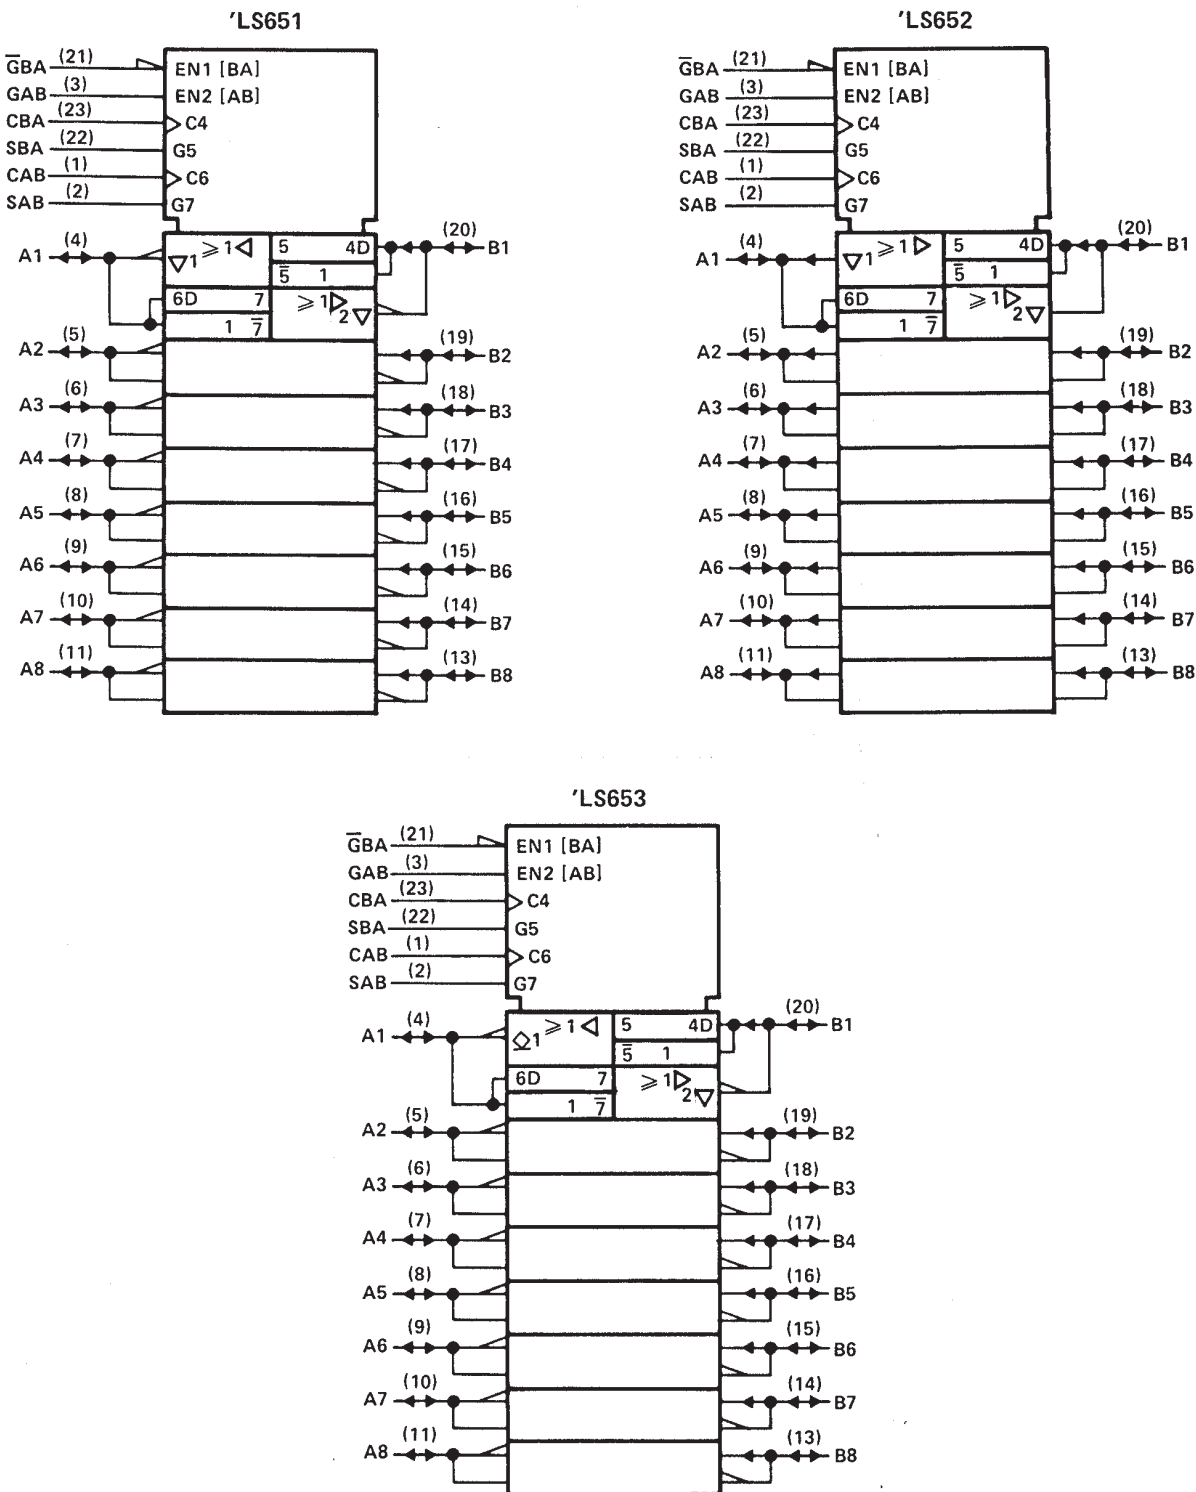 'LS651
G̅BA (21) EN1 [BA]
GAB (3) EN2 [AB]
CBA (23) C4
SBA (22) G5
CAB (1) C6
SAB (2) G7
A1 (4) ▽1 ⩾1 ◁ 5 4D (20) B1
5̅ 1
6D 7 ⩾1 ▷ 2 ▽
1 7̅
A2 (5) (19) B2
A3 (6) (18) B3
A4 (7) (17) B4
A5 (8) (16) B5
A6 (9) (15) B6
A7 (10) (14) B7
A8 (11) (13) B8
'LS652
G̅BA (21) EN1 [BA]
GAB (3) EN2 [AB]
CBA (23) C4
SBA (22) G5
CAB (1) C6
SAB (2) G7
A1 (4) ▽1 ⩾1 ▷ 5 4D (20) B1
5̅ 1
6D 7 ⩾1 ▷ 2 ▽
1 7̅
A2 (5) (19) B2
A3 (6) (18) B3
A4 (7) (17) B4
A5 (8) (16) B5
A6 (9) (15) B6
A7 (10) (14) B7
A8 (11) (13) B8
'LS653
G̅BA (21) EN1 [BA]
GAB (3) EN2 [AB]
CBA (23) C4
SBA (22) G5
CAB (1) C6
SAB (2) G7
A1 (4) ◇1 ⩾1 ◁ 5 4D (20) B1
5̅ 1
6D 7 ⩾1 ▷ 2 ▽
1 7̅
A2 (5) (19) B2
A3 (6) (18) B3
A4 (7) (17) B4
A5 (8) (16) B5
A6 (9) (15) B6
A7 (10) (14) B7
A8 (11) (13) B8